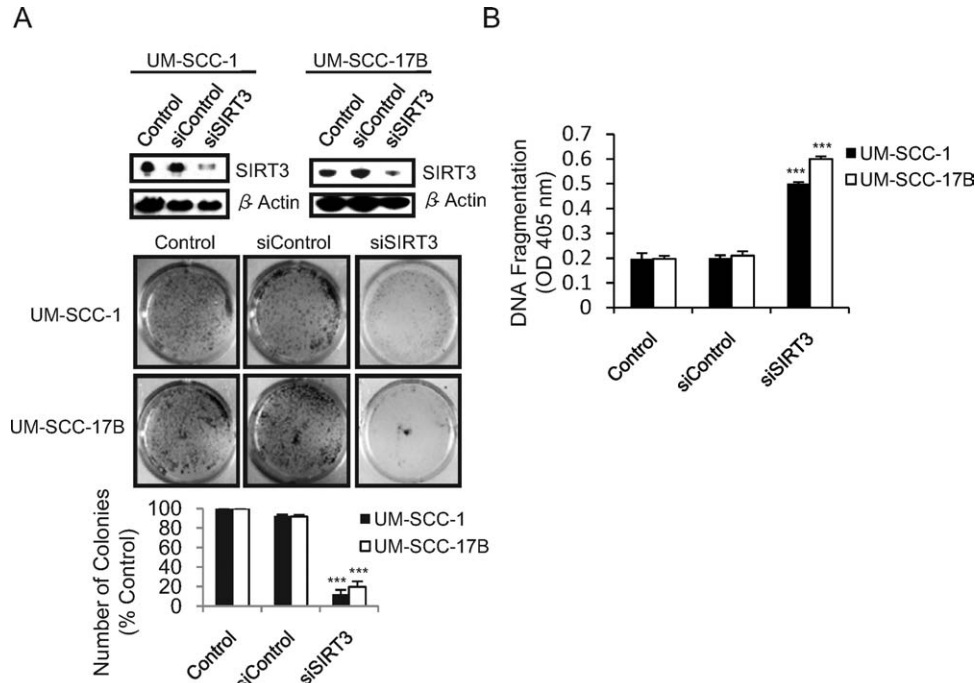 A
UM-SCC-1
UM-SCC-17B
Control
siControl
siSIRT3
Control
siControl
siSIRT3
SIRT3
SIRT3
β- Actin
β- Actin
Control
siControl
siSIRT3
UM-SCC-1
UM-SCC-17B
Number of Colonies
(% Control)
100
80
60
40
20
0
*** ***
UM-SCC-1
UM-SCC-17B
Control
siControl
siSIRT3
B
DNA Fragmentation
(OD 405 nm)
0.7
0.6
0.5
0.4
0.3
0.2
0.1
0
***
***
UM-SCC-1
UM-SCC-17B
Control
siControl
siSIRT3